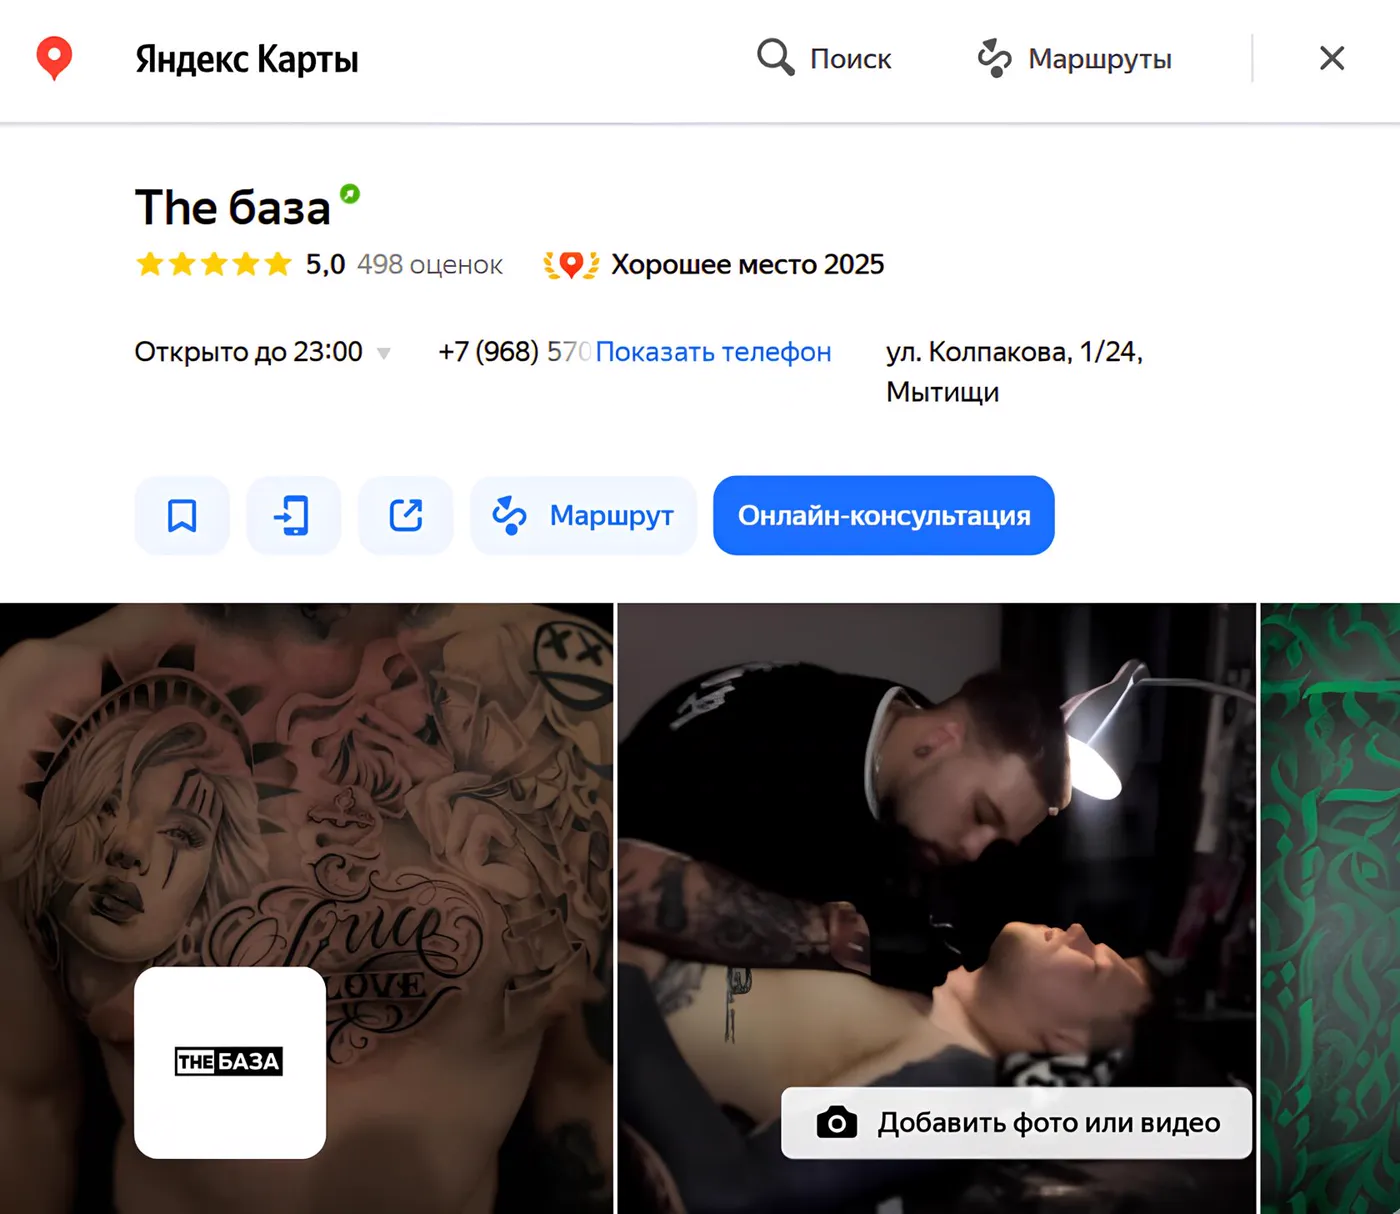 Яндекс Карты
Поиск
Маршруты
The база
5,0 498 оценок
Хорошее место 2025
Открыто до 23:00
+7 (968) 570
Показать телефон
ул. Колпакова, 1/24,
Мытищи
Маршрут
Онлайн-консультация
True
LOVE
THE БАЗА
Добавить фото или видео